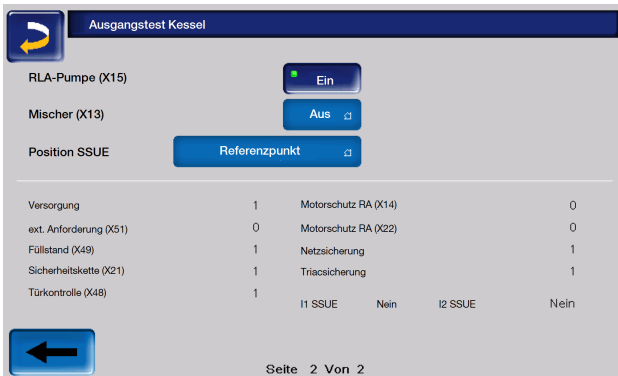 Ausgangstest Kessel
RLA-Pumpe (X15) Ein
Mischer (X13) Aus
Position SSUE Referenzpunkt
Versorgung 1 Motorschutz RA (X14) 0
ext. Anforderung (X51) 0 Motorschutz RA (X22) 0
Füllstand (X49) 1 Netzsicherung 1
Sicherheitskette (X21) 1 Triacsicherung 1
Türkontrolle (X48) 1
I1 SSUE Nein I2 SSUE Nein
Seite 2 Von 2